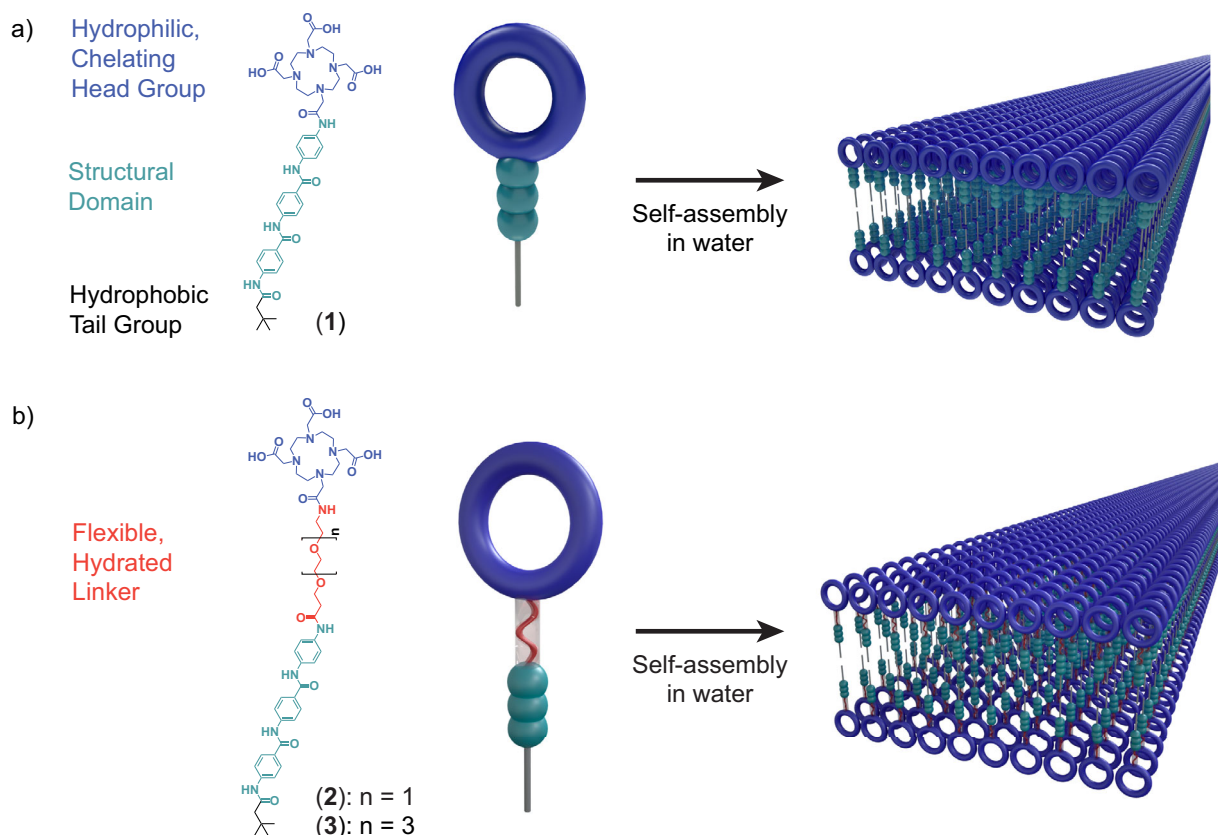 a)
Hydrophilic,
Chelating
Head Group
Structural
Domain
Hydrophobic
Tail Group
O
OH
O
HO
N
N
N
N
O
OH
O
NH
HN
O
HN
O
HN
O
(1)
Self-assembly
in water
b)
Flexible,
Hydrated
Linker
O
OH
O
HO
N
N
N
N
O
OH
O
NH
n
O
O
O
NH
HN
O
HN
O
HN
O
(2): n = 1
(3): n = 3
Self-assembly
in water